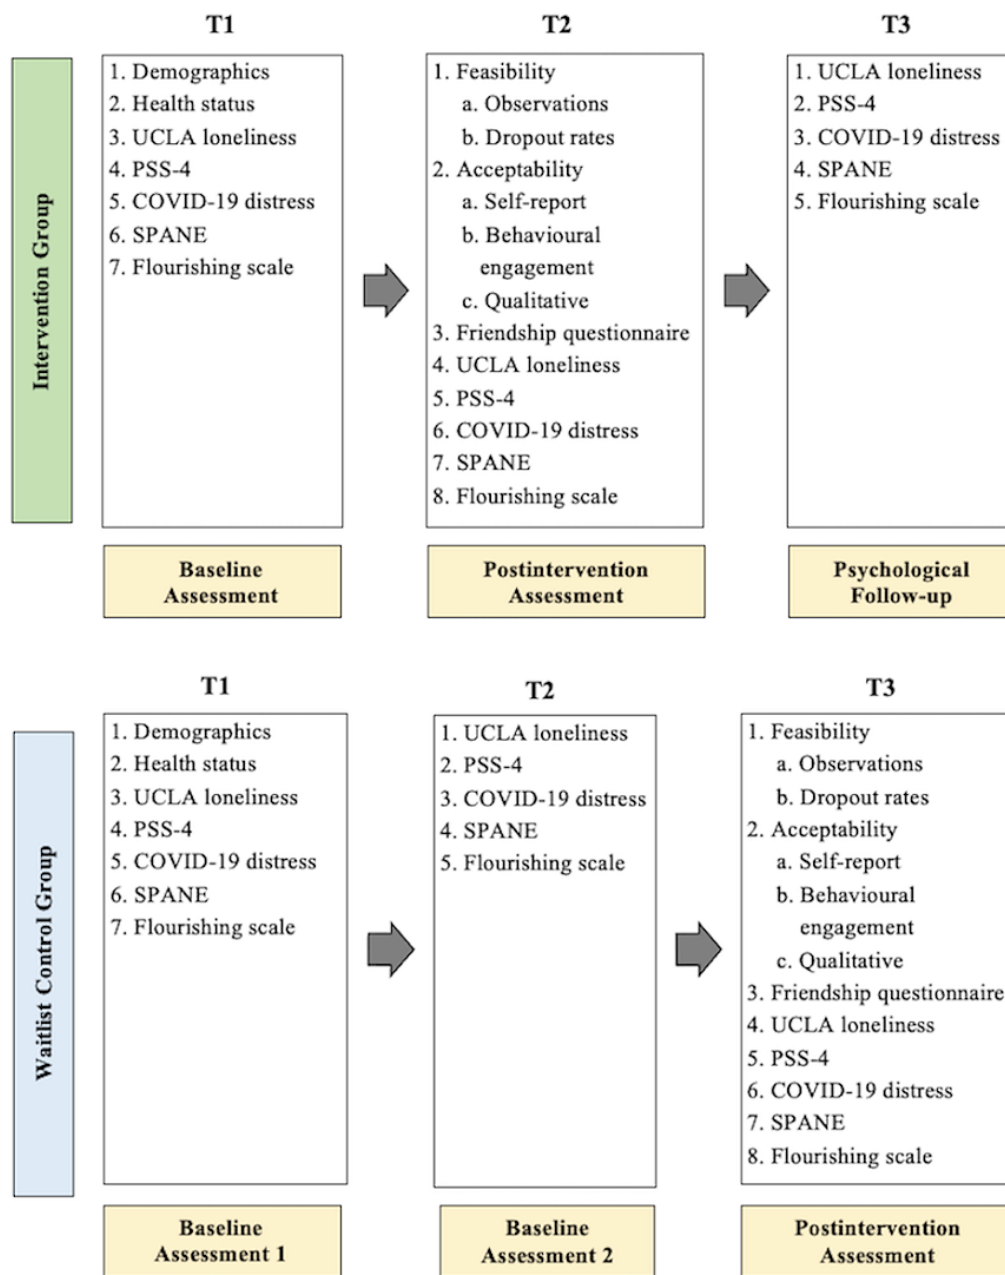 T1
T2
T3
Intervention Group
1. Demographics
2. Health status
3. UCLA loneliness
4. PSS-4
5. COVID-19 distress
6. SPANE
7. Flourishing scale
1. Feasibility
a. Observations
b. Dropout rates
2. Acceptability
a. Self-report
b. Behavioural
engagement
c. Qualitative
3. Friendship questionnaire
4. UCLA loneliness
5. PSS-4
6. COVID-19 distress
7. SPANE
8. Flourishing scale
1. UCLA loneliness
2. PSS-4
3. COVID-19 distress
4. SPANE
5. Flourishing scale
Baseline
Assessment
Postintervention
Assessment
Psychological
Follow-up
T1
T2
T3
Waitlist Control Group
1. Demographics
2. Health status
3. UCLA loneliness
4. PSS-4
5. COVID-19 distress
6. SPANE
7. Flourishing scale
1. UCLA loneliness
2. PSS-4
3. COVID-19 distress
4. SPANE
5. Flourishing scale
1. Feasibility
a. Observations
b. Dropout rates
2. Acceptability
a. Self-report
b. Behavioural
engagement
c. Qualitative
3. Friendship questionnaire
4. UCLA loneliness
5. PSS-4
6. COVID-19 distress
7. SPANE
8. Flourishing scale
Baseline
Assessment 1
Baseline
Assessment 2
Postintervention
Assessment